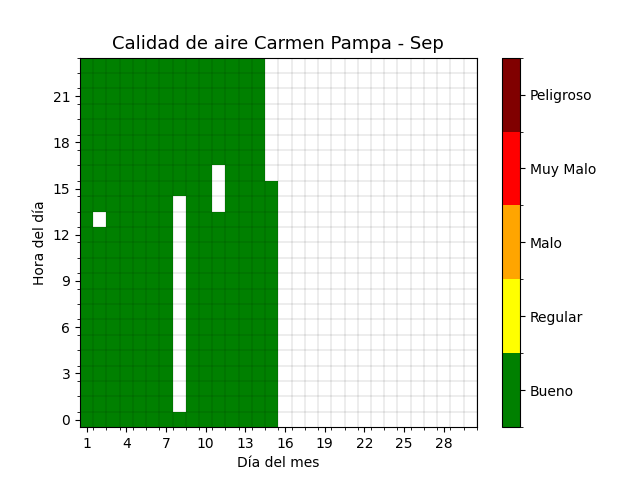 Calidad de aire Carmen Pampa - Sep
Hora del día
21
18
15
12
9
6
3
0
1 4 7 10 13 16 19 22 25 28
Día del mes
Peligroso
Muy Malo
Malo
Regular
Bueno